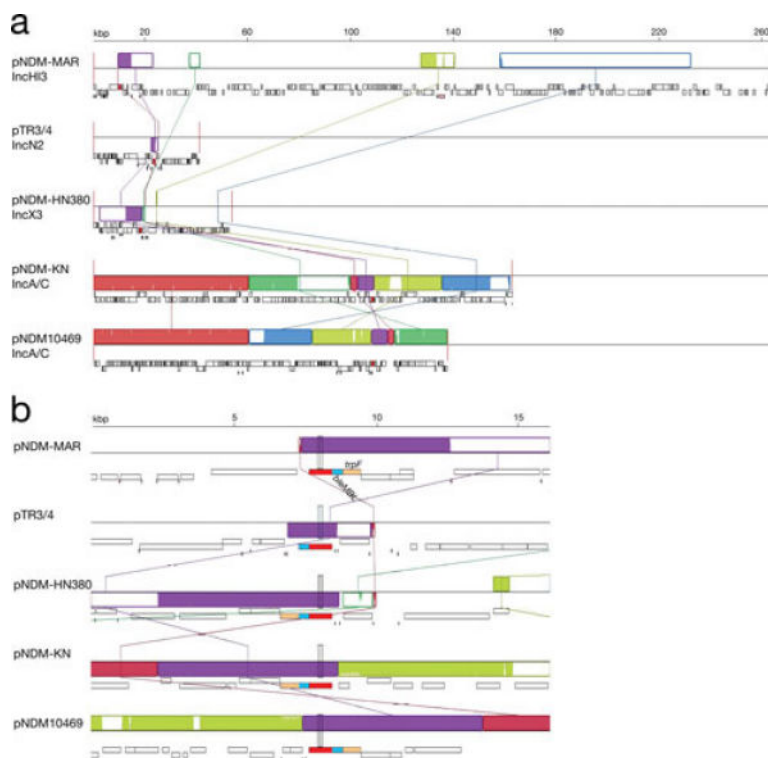 a
kbp 20 60 100 140 180 220 260
pNDM-MAR
IncHI3
pTR3/4
IncN2
pNDM-HN380
IncX3
pNDM-KN
IncA/C
pNDM10469
IncA/C
b
kbp 5 10 15
pNDM-MAR
trpF
bleMBL
pTR3/4
pNDM-HN380
pNDM-KN
pNDM10469